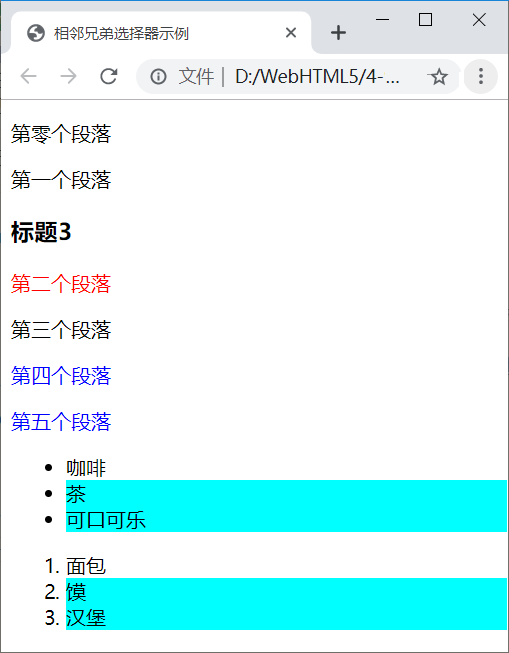 相邻兄弟选择器示例
文件 | D:/WebHTML5/4-...
第零个段落
第一个段落
标题3
第二个段落
第三个段落
第四个段落
第五个段落
• 咖啡
• 茶
• 可口可乐
1. 面包
2. 馍
3. 汉堡